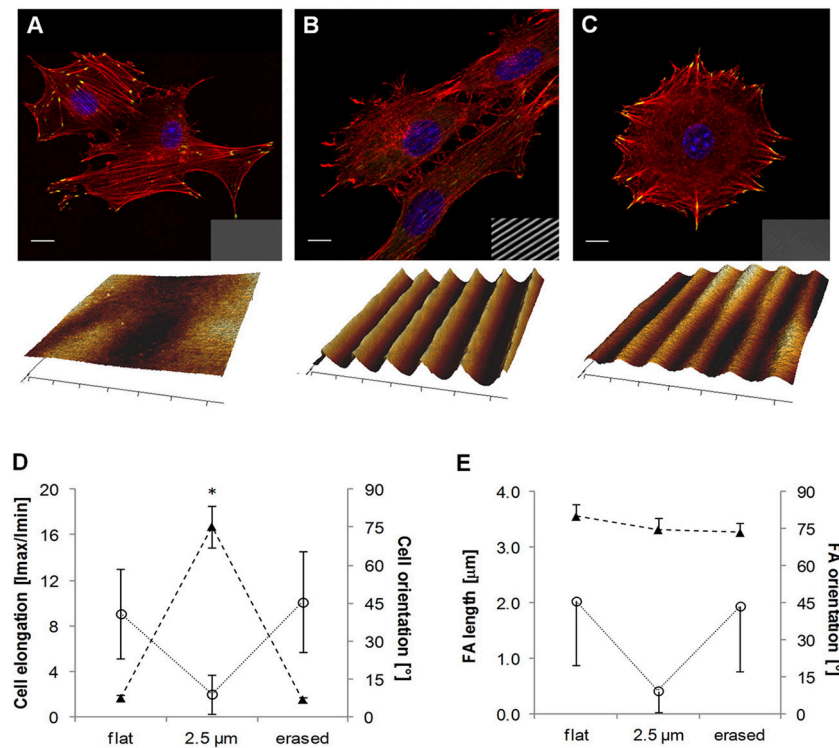 A
B
C
D
E
*
Cell elongation [lmax/lmin]
20
16
12
8
4
0
90
75
60
45
30
15
0
Cell orientation [°]
flat 2.5 µm erased
FA length [µm]
4.0
3.0
2.0
1.0
0.0
90
75
60
45
30
15
0
FA orientation [°]
flat 2.5 µm erased